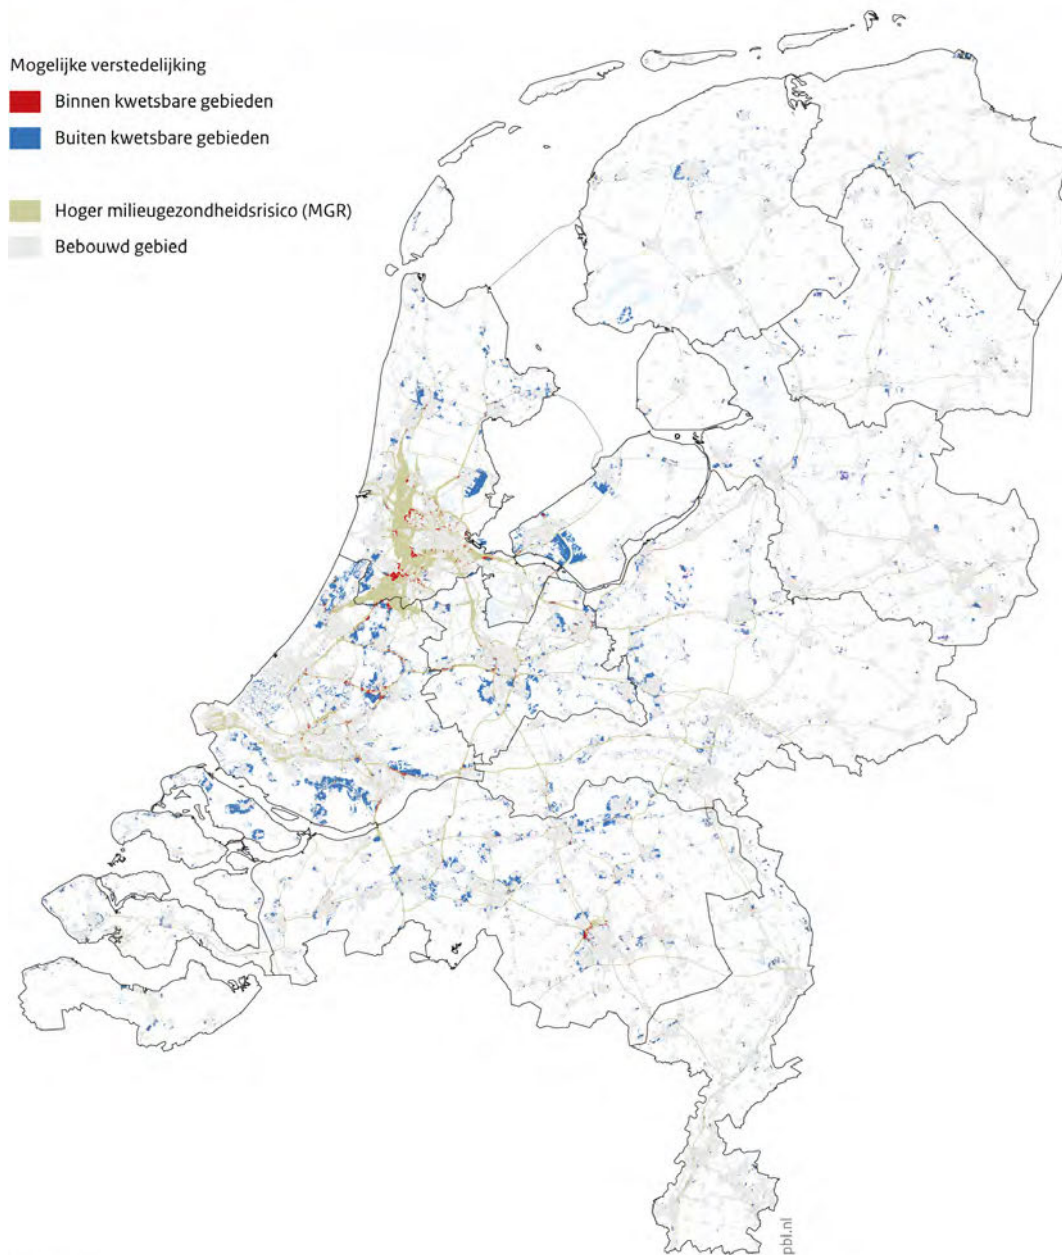 Mogelijke verstedelijking
Binnen kwetsbare gebieden
Buiten kwetsbare gebieden
Hoger milieugezondheidsrisico (MGR)
Bebouwd gebied
pbl.nl